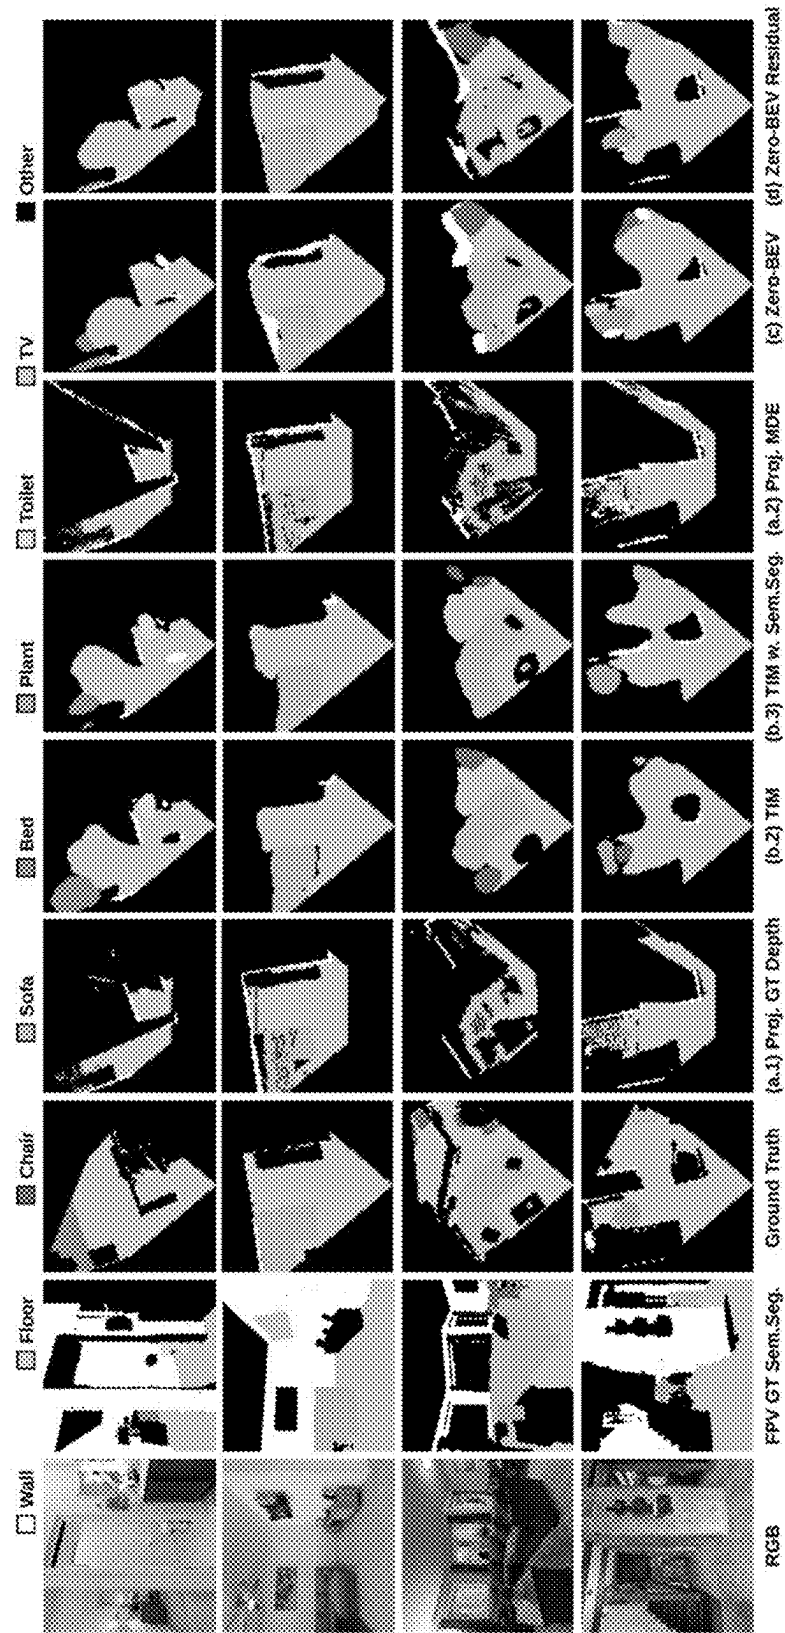 Wall Floor Chair Sofa Bed Plant Toilet TV Other
RGB FPV GT Sem.Seg. Ground Truth (a.1) Proj. GT Depth (b.2) TIM (b.3) TIM w. Sem.Seg. (a.2) Proj. MDE (c) Zero-BEV (d) Zero-BEV Residual